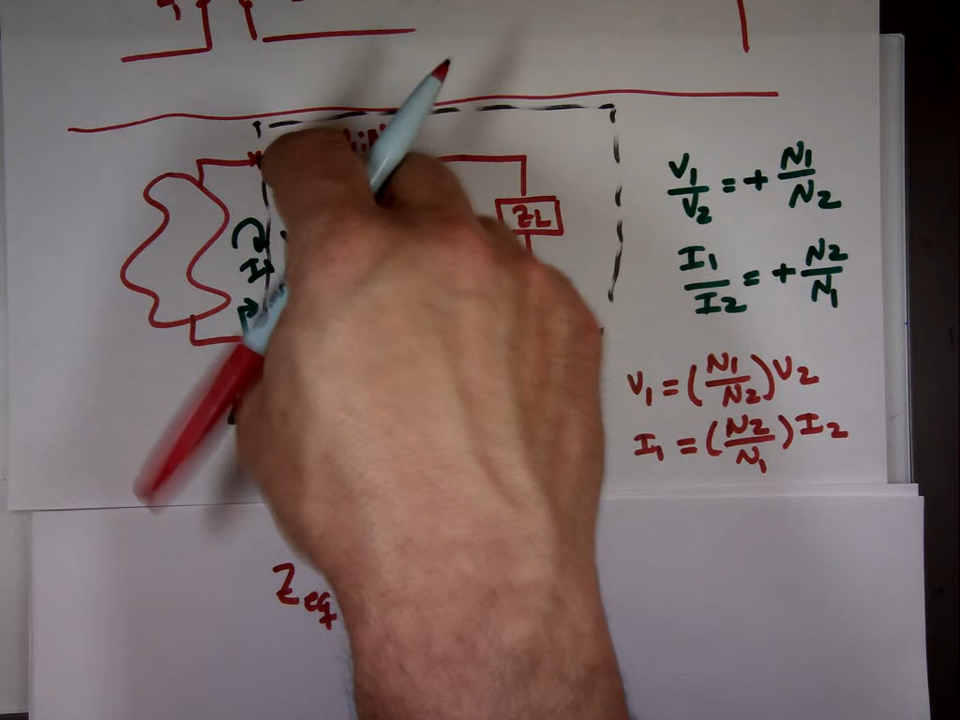 V1/V2 = + N1/N2
ZL
I1/I2 = + N2/N1
V1 = (N1/N2) V2
I1 = (N2/N1) I2
Zeq